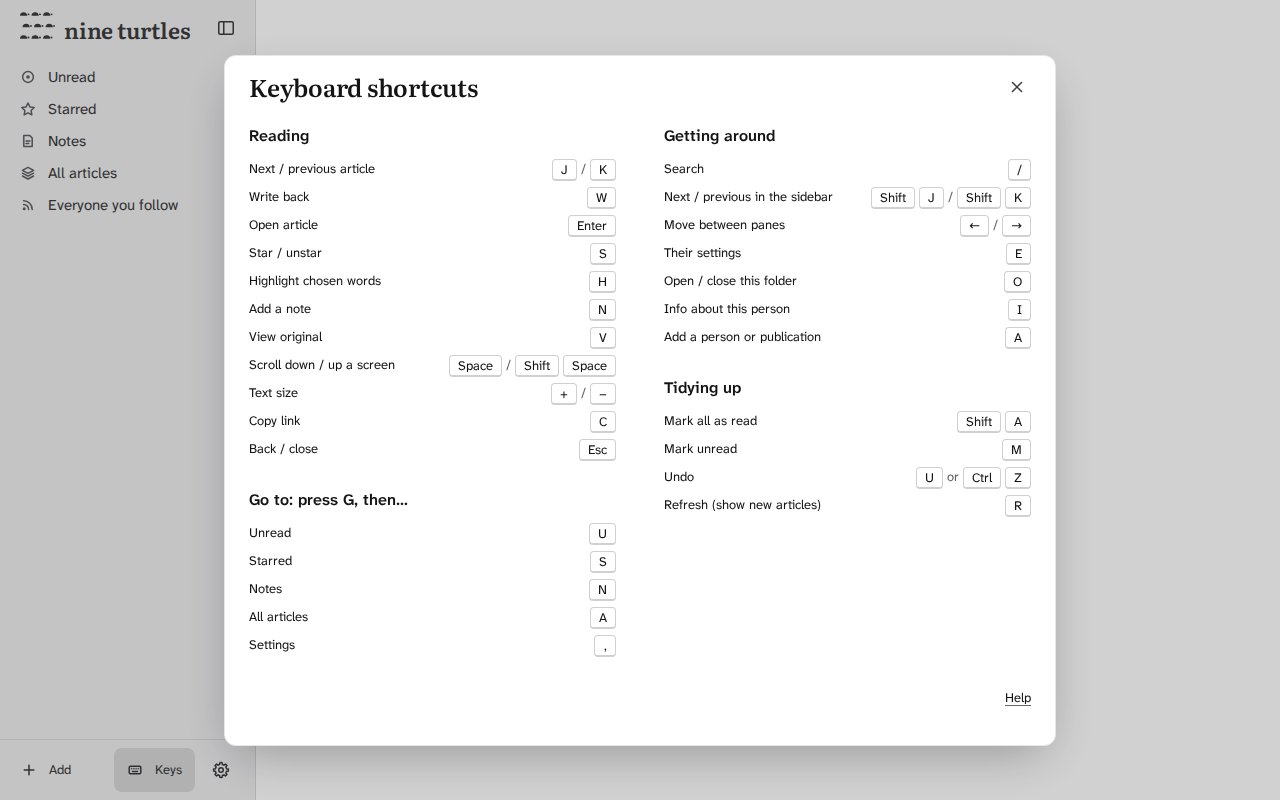 nine turtles
Unread
Starred
Notes
All articles
Everyone you follow
Keyboard shortcuts
Reading
Next / previous article J / K
Write back W
Open article Enter
Star / unstar S
Highlight chosen words H
Add a note N
View original V
Scroll down / up a screen Space / Shift Space
Text size + / −
Copy link C
Back / close Esc
Go to: press G, then…
Unread U
Starred S
Notes N
All articles A
Settings ,
Getting around
Search /
Next / previous in the sidebar Shift J / Shift K
Move between panes ← / →
Their settings E
Open / close this folder O
Info about this person I
Add a person or publication A
Tidying up
Mark all as read Shift A
Mark unread M
Undo U or Ctrl Z
Refresh (show new articles) R
Help
Add
Keys